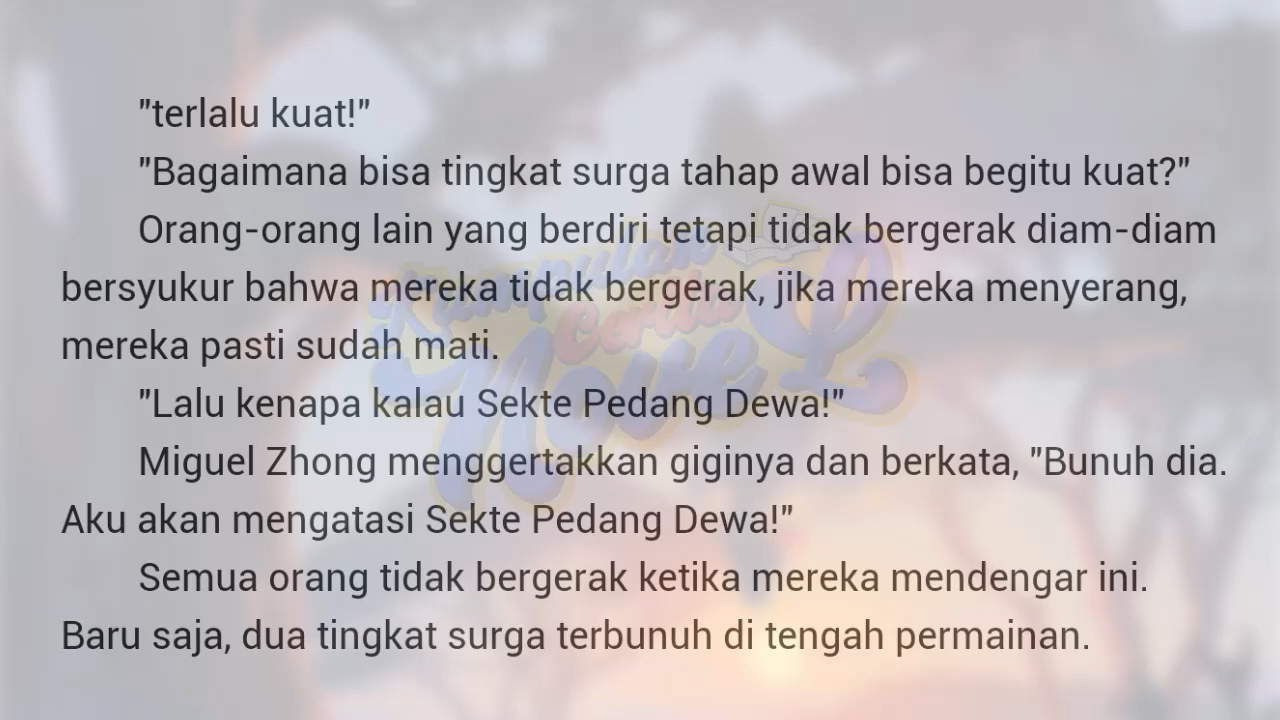 "terlalu kuat!"
"Bagaimana bisa tingkat surga tahap awal bisa begitu kuat?"
Orang-orang lain yang berdiri tetapi tidak bergerak diam-diam
bersyukur bahwa mereka tidak bergerak, jika mereka menyerang,
mereka pasti sudah mati.
"Lalu kenapa kalau Sekte Pedang Dewa!"
Miguel Zhong menggertakkan giginya dan berkata, "Bunuh dia.
Aku akan mengatasi Sekte Pedang Dewa!"
Semua orang tidak bergerak ketika mereka mendengar ini.
Baru saja, dua tingkat surga terbunuh di tengah permainan.
Kumpulan
Cerita
Novel